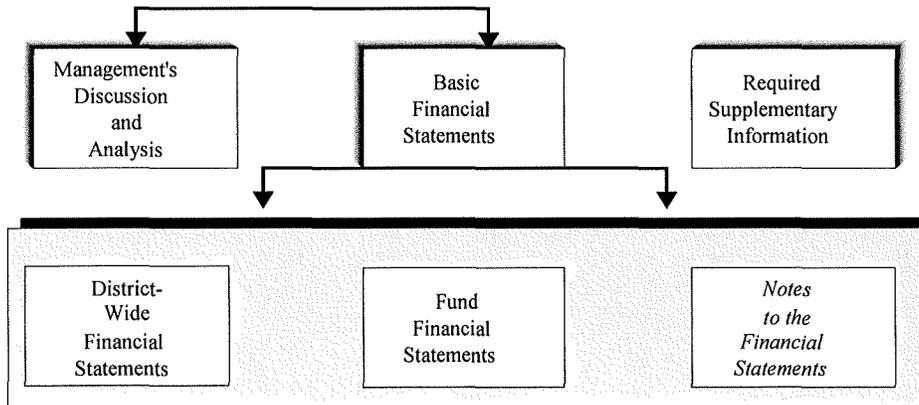 Management's
Discussion
and
Analysis
Basic
Financial
Statements
Required
Supplementary
Information
District-
Wide
Financial
Statements
Fund
Financial
Statements
Notes
to the
Financial
Statements